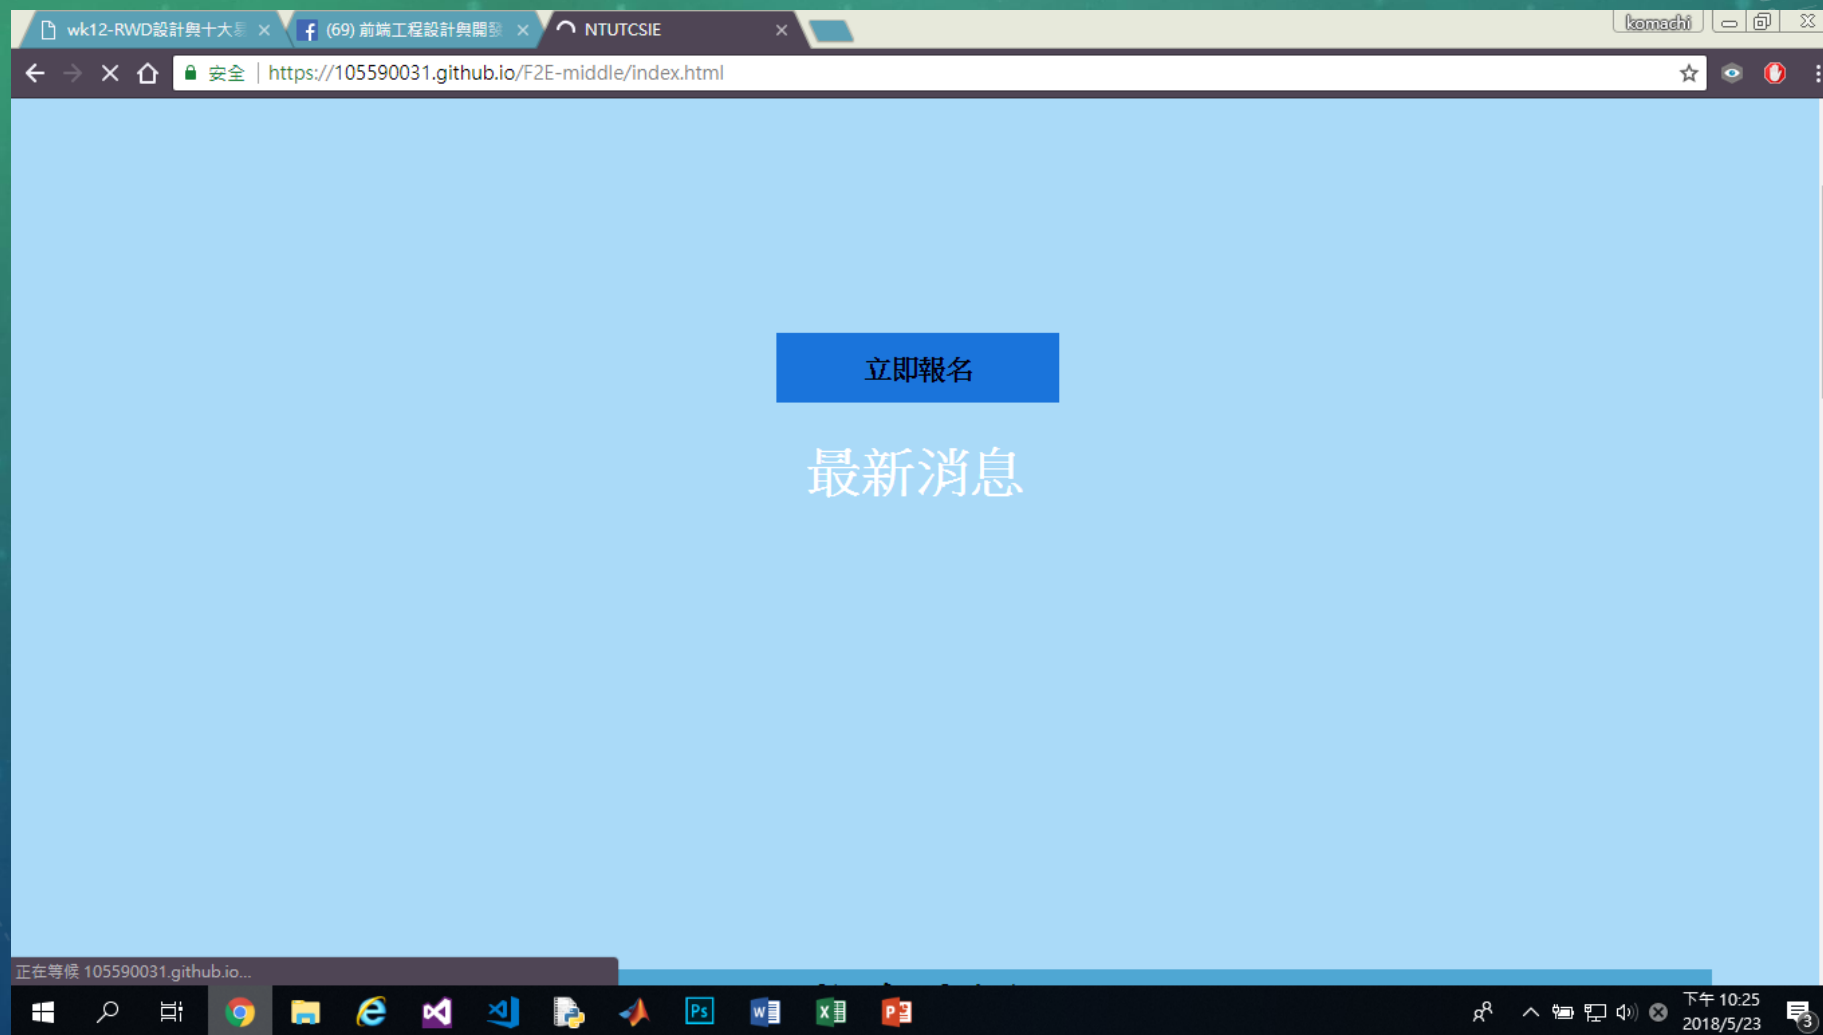 wk12-RWD設計與十大
(69) 前端工程設計與開發
NTUTCSIE
komachi
安全
https://105590031.github.io/F2E-middle/index.html
立即報名
最新消息
正在等候 105590031.github.io...
下午 10:25
2018/5/23
3